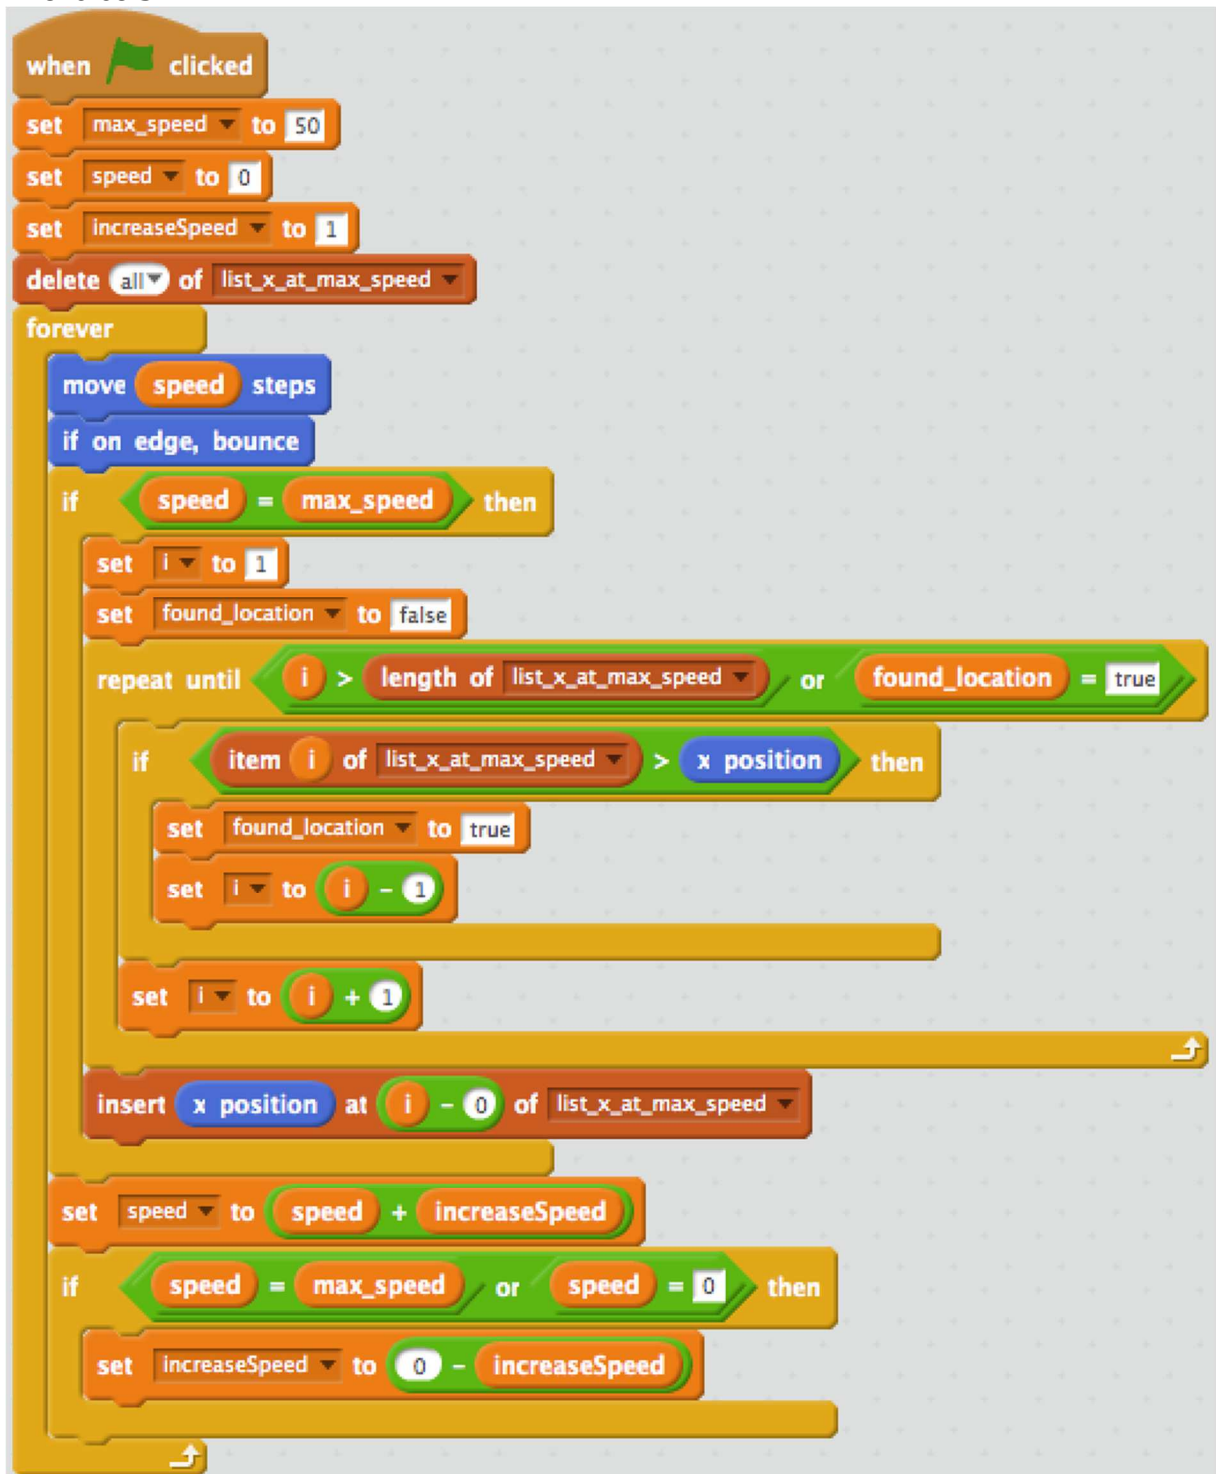 when clicked
set max_speed to 50
set speed to 0
set increaseSpeed to 1
delete all of list_x_at_max_speed
forever
move speed steps
if on edge, bounce
if speed = max_speed then
set i to 1
set found_location to false
repeat until i > length of list_x_at_max_speed or found_location = true
if item i of list_x_at_max_speed > x position then
set found_location to true
set i to i - 1
set i to i + 1
insert x position at i - 0 of list_x_at_max_speed
set speed to speed + increaseSpeed
if speed = max_speed or speed = 0 then
set increaseSpeed to 0 - increaseSpeed